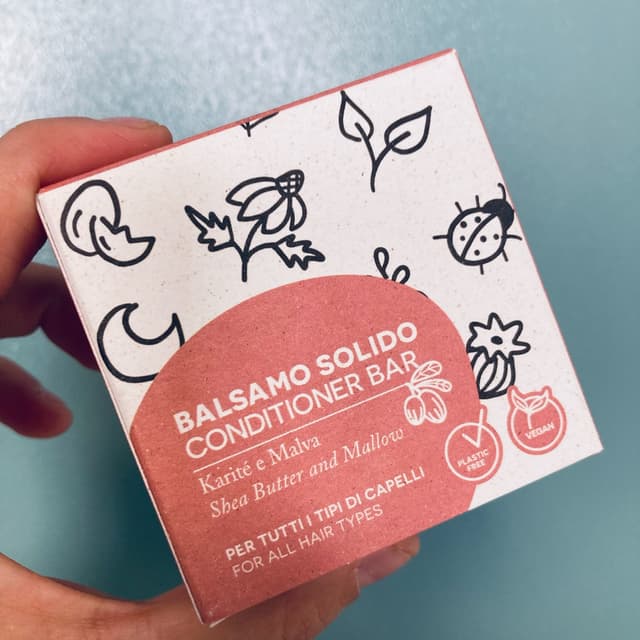 BALSAMO SOLIDO
CONDITIONER BAR
Karité e Malva
Shea Butter and Mallow
PER TUTTI I TIPI DI CAPELLI
FOR ALL HAIR TYPES
PLASTIC
FREE
VEGAN